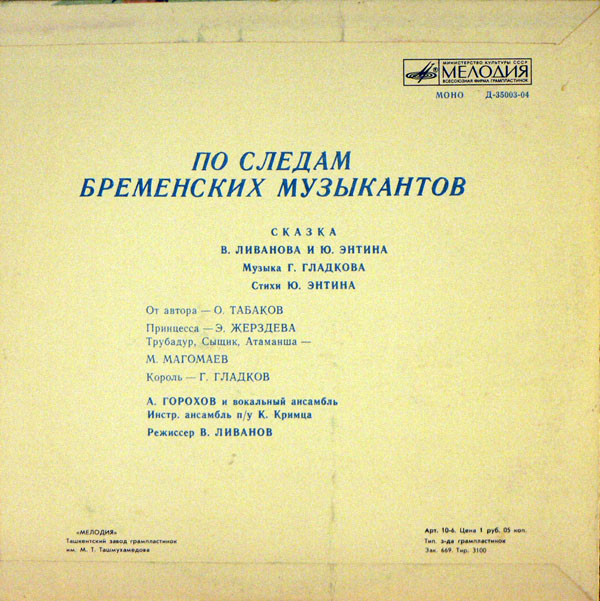 МИНИСТЕРСТВО КУЛЬТУРЫ СССР
МЕЛОДИЯ
ВСЕСОЮЗНАЯ ФИРМА ГРАМПЛАСТИНОК
МОНО Д-35003-04
ПО СЛЕДАМ
БРЕМЕНСКИХ МУЗЫКАНТОВ
СКАЗКА
В. ЛИВАНОВА И Ю. ЭНТИНА
Музыка Г. ГЛАДКОВА
Стихи Ю. ЭНТИНА
От автора — О. ТАБАКОВ
Принцесса — Э. ЖЕРЗДЕВА
Трубадур, Сыщик, Атаманша —
М. МАГОМАЕВ
Король — Г. ГЛАДКОВ
А. ГОРОХОВ и вокальный ансамбль
Инстр. ансамбль п/у К. Кримца
Режиссер В. ЛИВАНОВ
«МЕЛОДИЯ»
Ташкентский завод грампластинок
им. М. Т. Ташмухамедова
Арт. 10-6. Цена 1 руб. 05 коп.
Тип. з-да грампластинок
Зак. 669. Тир. 3100